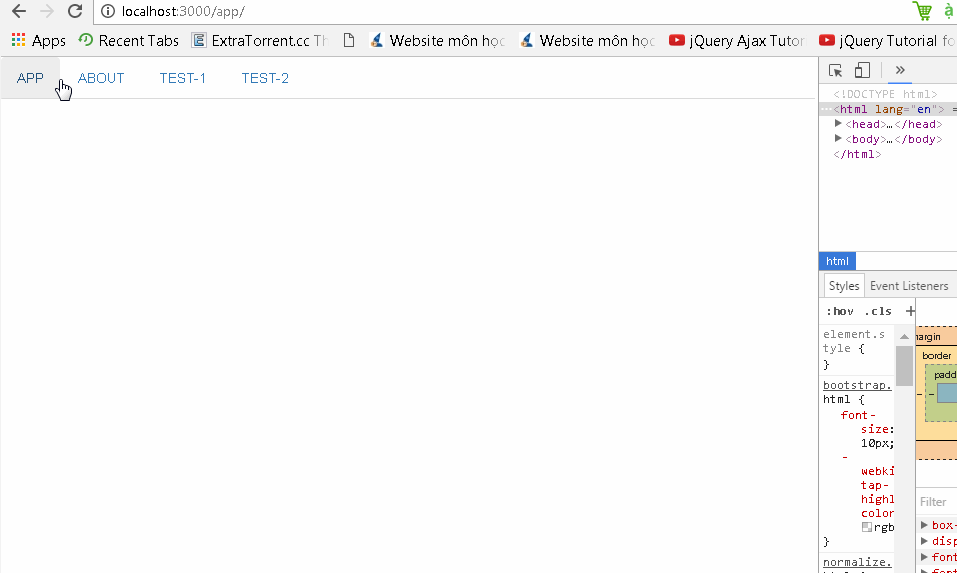 localhost:3000/app/
à
Apps Recent Tabs ExtraTorrent.cc Th Website môn học Website môn học jQuery Ajax Tutor jQuery Tutorial fo
APP ABOUT TEST-1 TEST-2
»
<!DOCTYPE html>
…<html lang="en"> =
▶<head>…</head>
▶<body>…</body>
</html>
html
Styles Event Listeners
:hov .cls +
element.s
tyle {
}
bootstrap.
html {
font-
size:
10px;
-
webki
tap-
highl
color
rgb
}
normalize.
margin
border
padd
–
–
Filter
▶ box-
▶ disp
▶ font